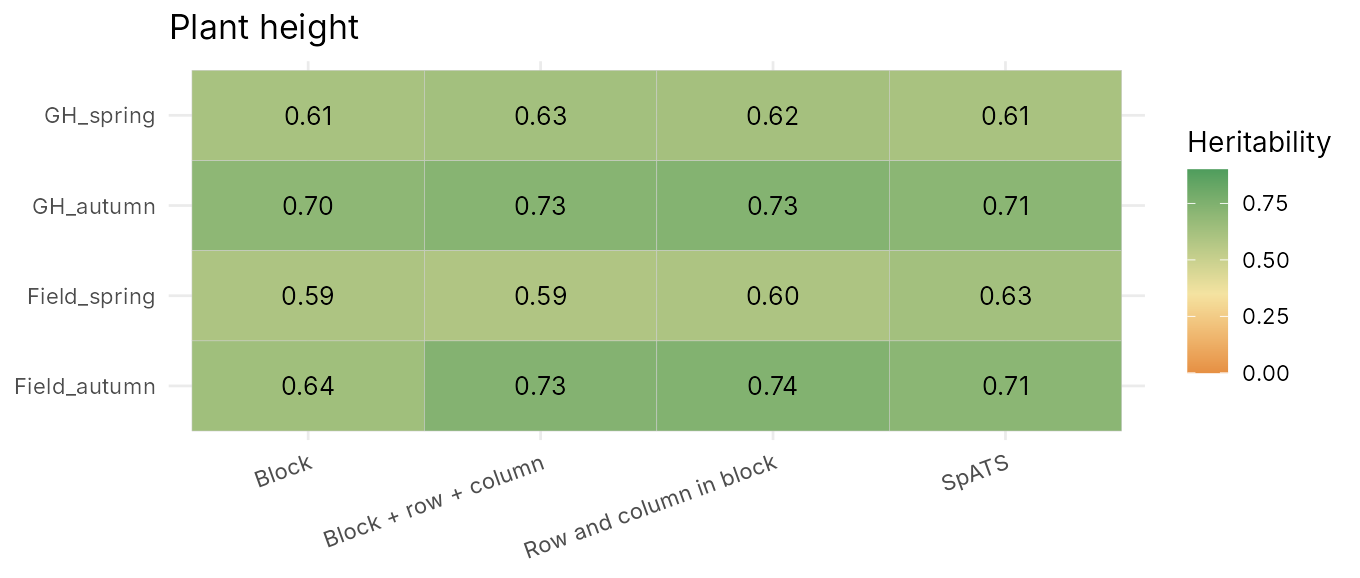 Plant height
GH_spring 0.61 0.63 0.62 0.61
GH_autumn 0.70 0.73 0.73 0.71
Field_spring 0.59 0.59 0.60 0.63
Field_autumn 0.64 0.73 0.74 0.71
Block
Block + row + column
Row and column in block
SpATS
Heritability
0.75
0.50
0.25
0.00